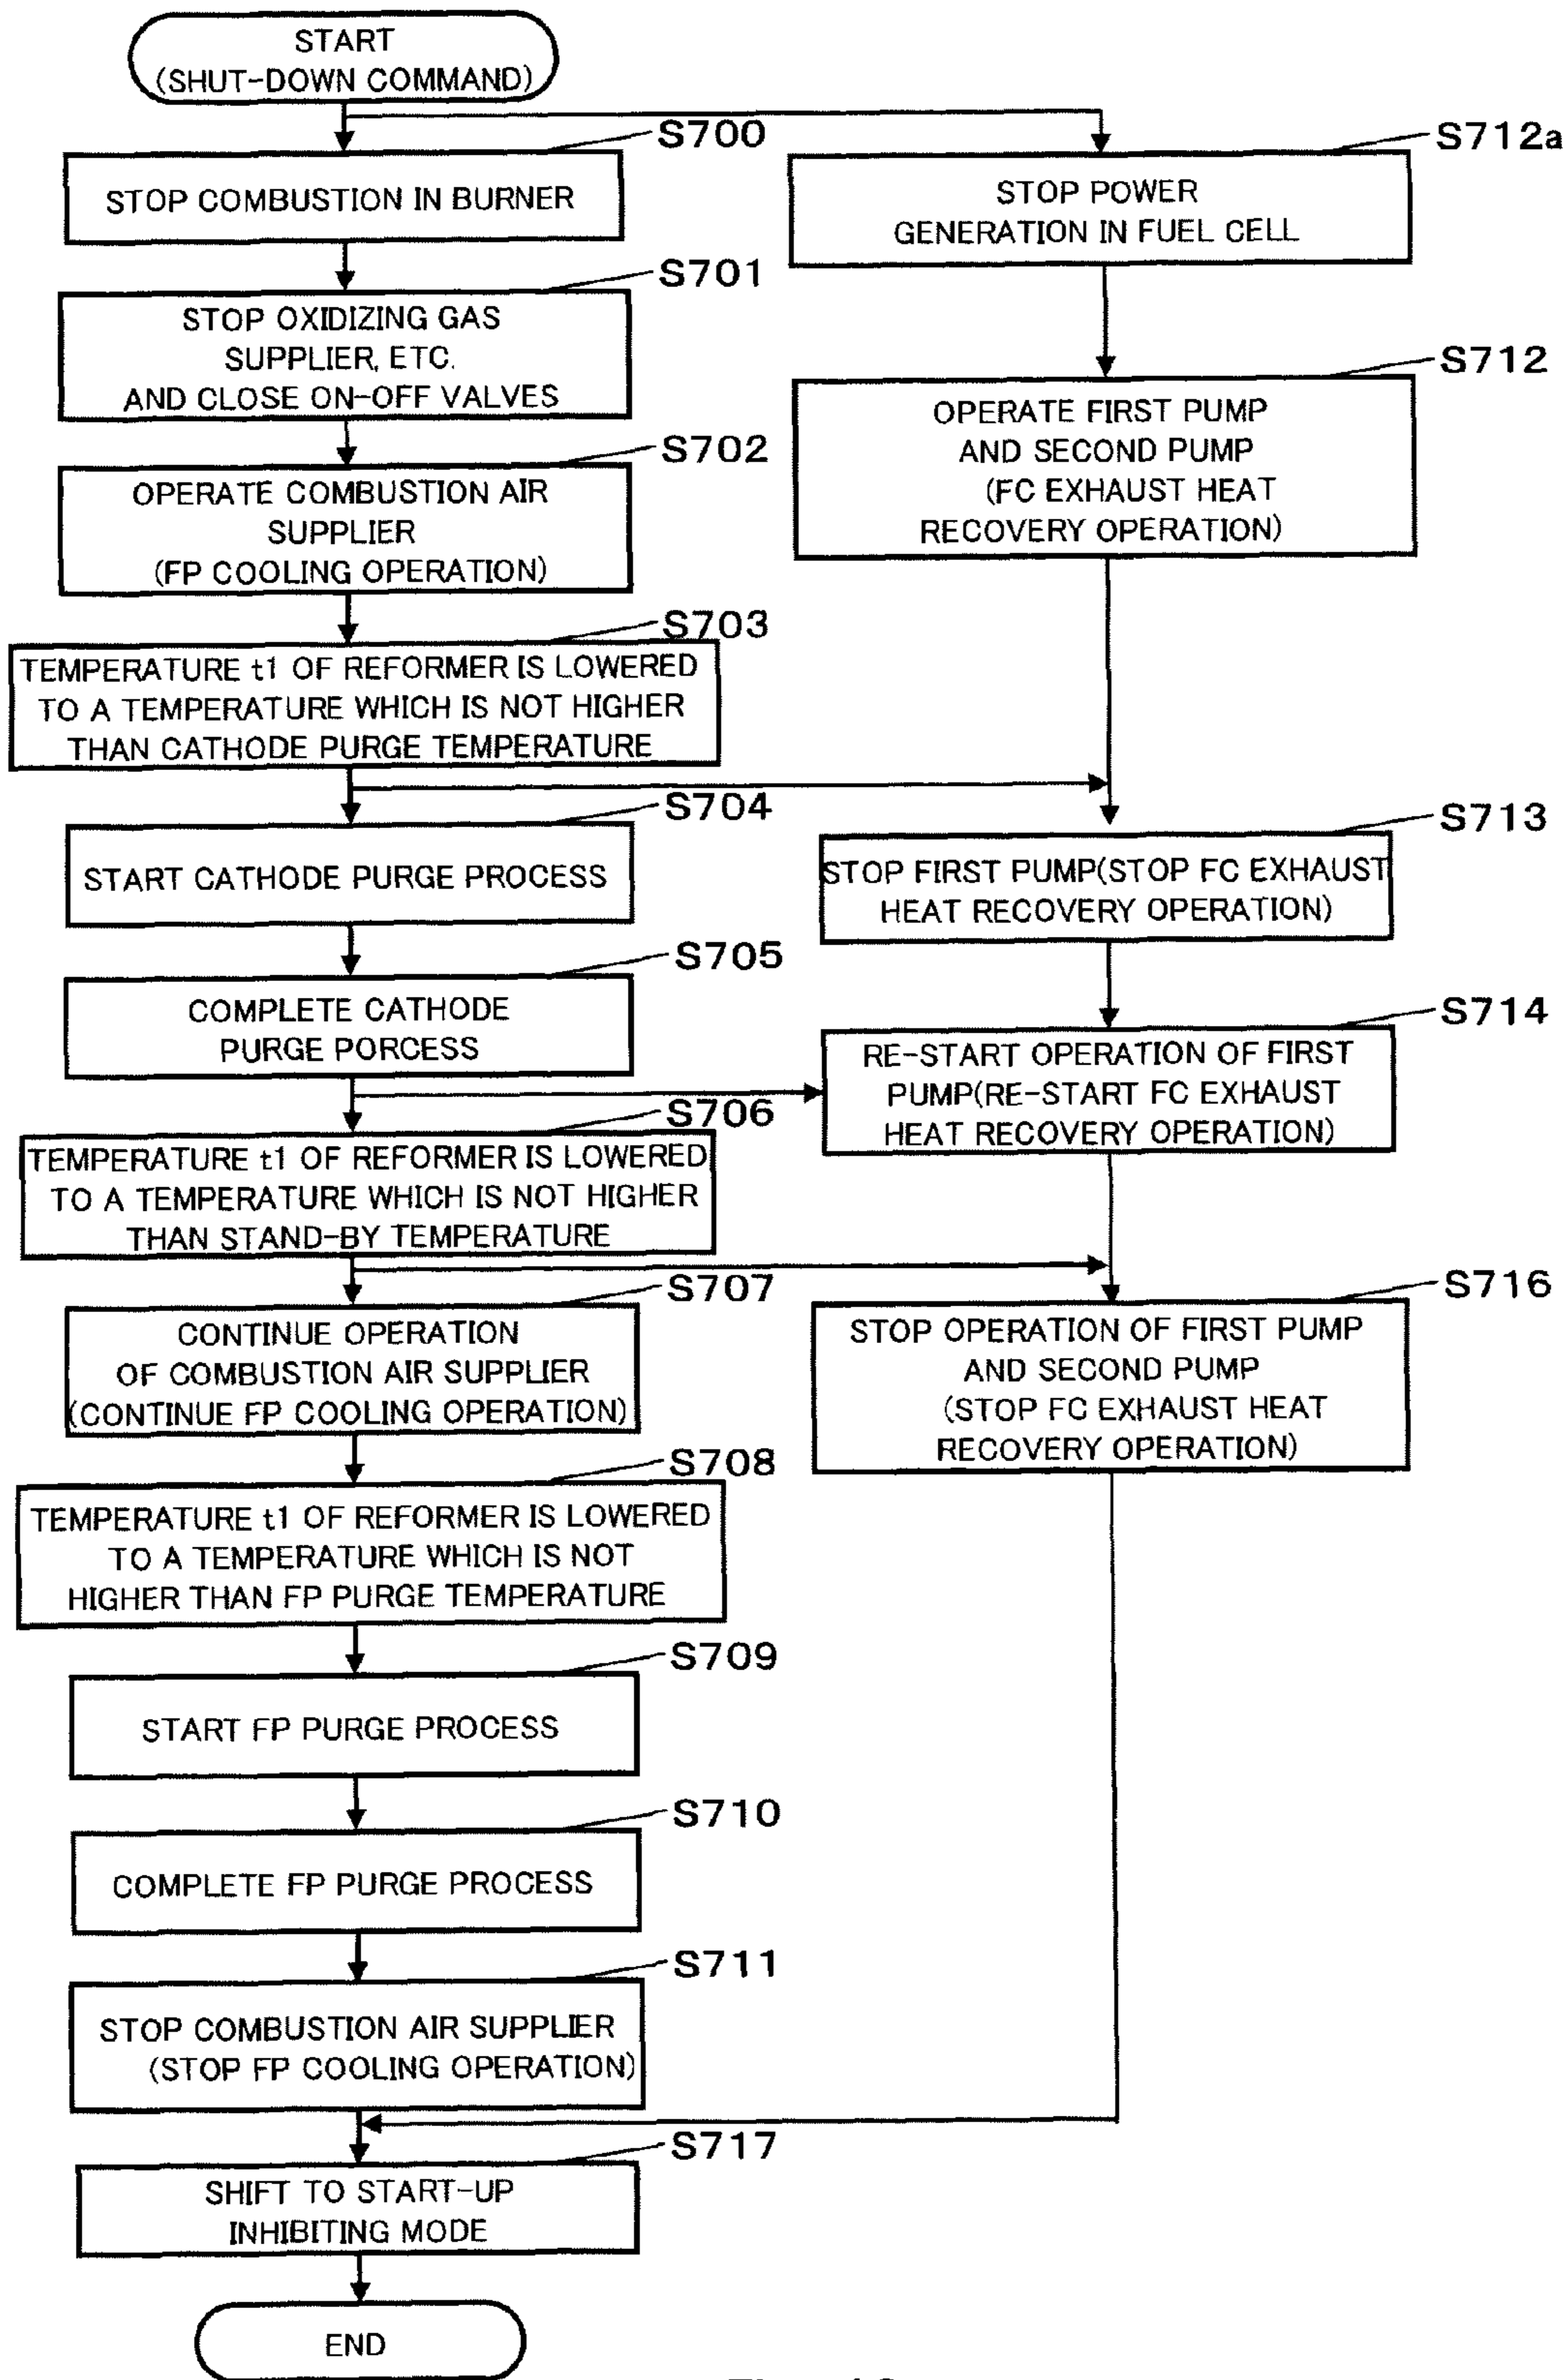 START
(SHUT-DOWN COMMAND)
S700
STOP COMBUSTION IN BURNER
S701
STOP OXIDIZING GAS
SUPPLIER, ETC.
AND CLOSE ON-OFF VALVES
S702
OPERATE COMBUSTION AIR
SUPPLIER
(FP COOLING OPERATION)
S703
TEMPERATURE t1 OF REFORMER IS LOWERED
TO A TEMPERATURE WHICH IS NOT HIGHER
THAN CATHODE PURGE TEMPERATURE
S704
START CATHODE PURGE PROCESS
S705
COMPLETE CATHODE
PURGE PORCESS
S706
TEMPERATURE t1 OF REFORMER IS LOWERED
TO A TEMPERATURE WHICH IS NOT HIGHER
THAN STAND-BY TEMPERATURE
S707
CONTINUE OPERATION
OF COMBUSTION AIR SUPPLIER
(CONTINUE FP COOLING OPERATION)
S708
TEMPERATURE t1 OF REFORMER IS LOWERED
TO A TEMPERATURE WHICH IS NOT
HIGHER THAN FP PURGE TEMPERATURE
S709
START FP PURGE PROCESS
S710
COMPLETE FP PURGE PROCESS
S711
STOP COMBUSTION AIR SUPPLIER
(STOP FP COOLING OPERATION)
S717
SHIFT TO START-UP
INHIBITING MODE
END
S712a
STOP POWER
GENERATION IN FUEL CELL
S712
OPERATE FIRST PUMP
AND SECOND PUMP
(FC EXHAUST HEAT
RECOVERY OPERATION)
S713
STOP FIRST PUMP(STOP FC EXHAUST
HEAT RECOVERY OPERATION)
S714
RE-START OPERATION OF FIRST
PUMP(RE-START FC EXHAUST
HEAT RECOVERY OPERATION)
S716
STOP OPERATION OF FIRST PUMP
AND SECOND PUMP
(STOP FC EXHAUST HEAT
RECOVERY OPERATION)